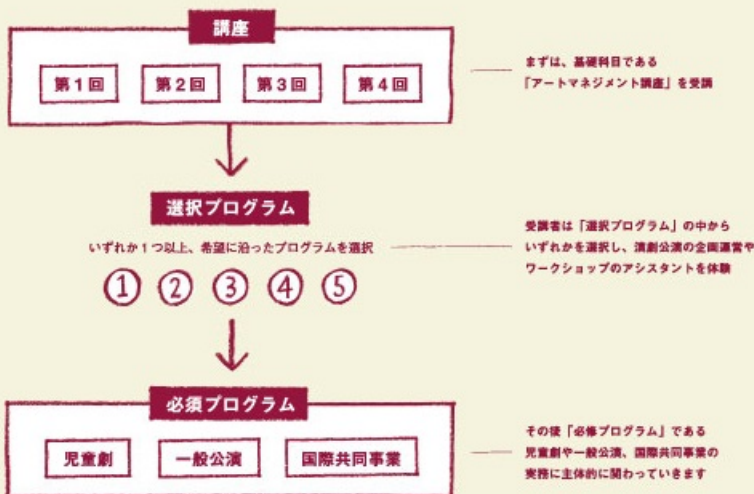 講座
第1回
第2回
第3回
第4回
まずは、基礎科目である
「アートマネジメント講座」を受講
選択プログラム
いずれか1つ以上、希望に沿ったプログラムを選択
① ② ③ ④ ⑤
受講者は「選択プログラム」の中から
いずれかを選択し、演劇公演の企画運営や
ワークショップのアシスタントを体験
必須プログラム
児童劇
一般公演
国際共同事業
その後「必修プログラム」である
児童劇や一般公演、国際共同事業の
実務に主体的に関わっていきます